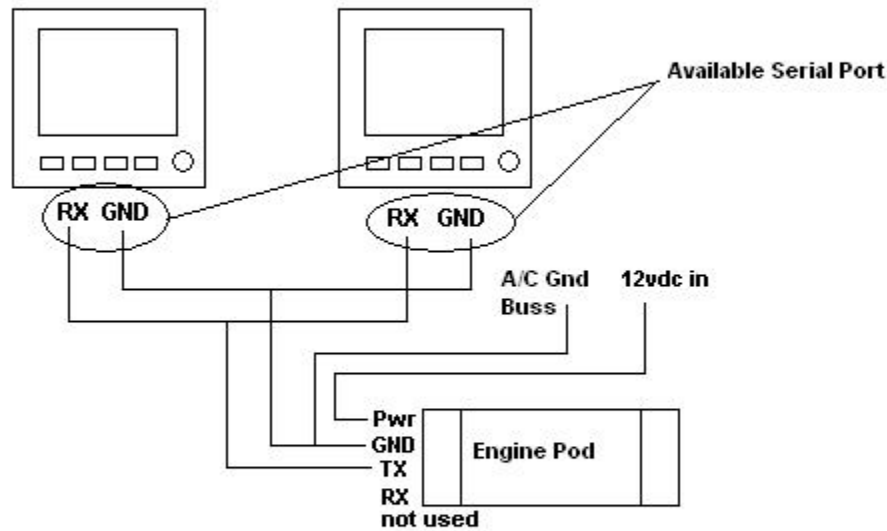 Available Serial Port
RX GND
RX GND
A/C Gnd
Buss
12vdc in
Pwr
GND
TX
RX
not used
Engine Pod